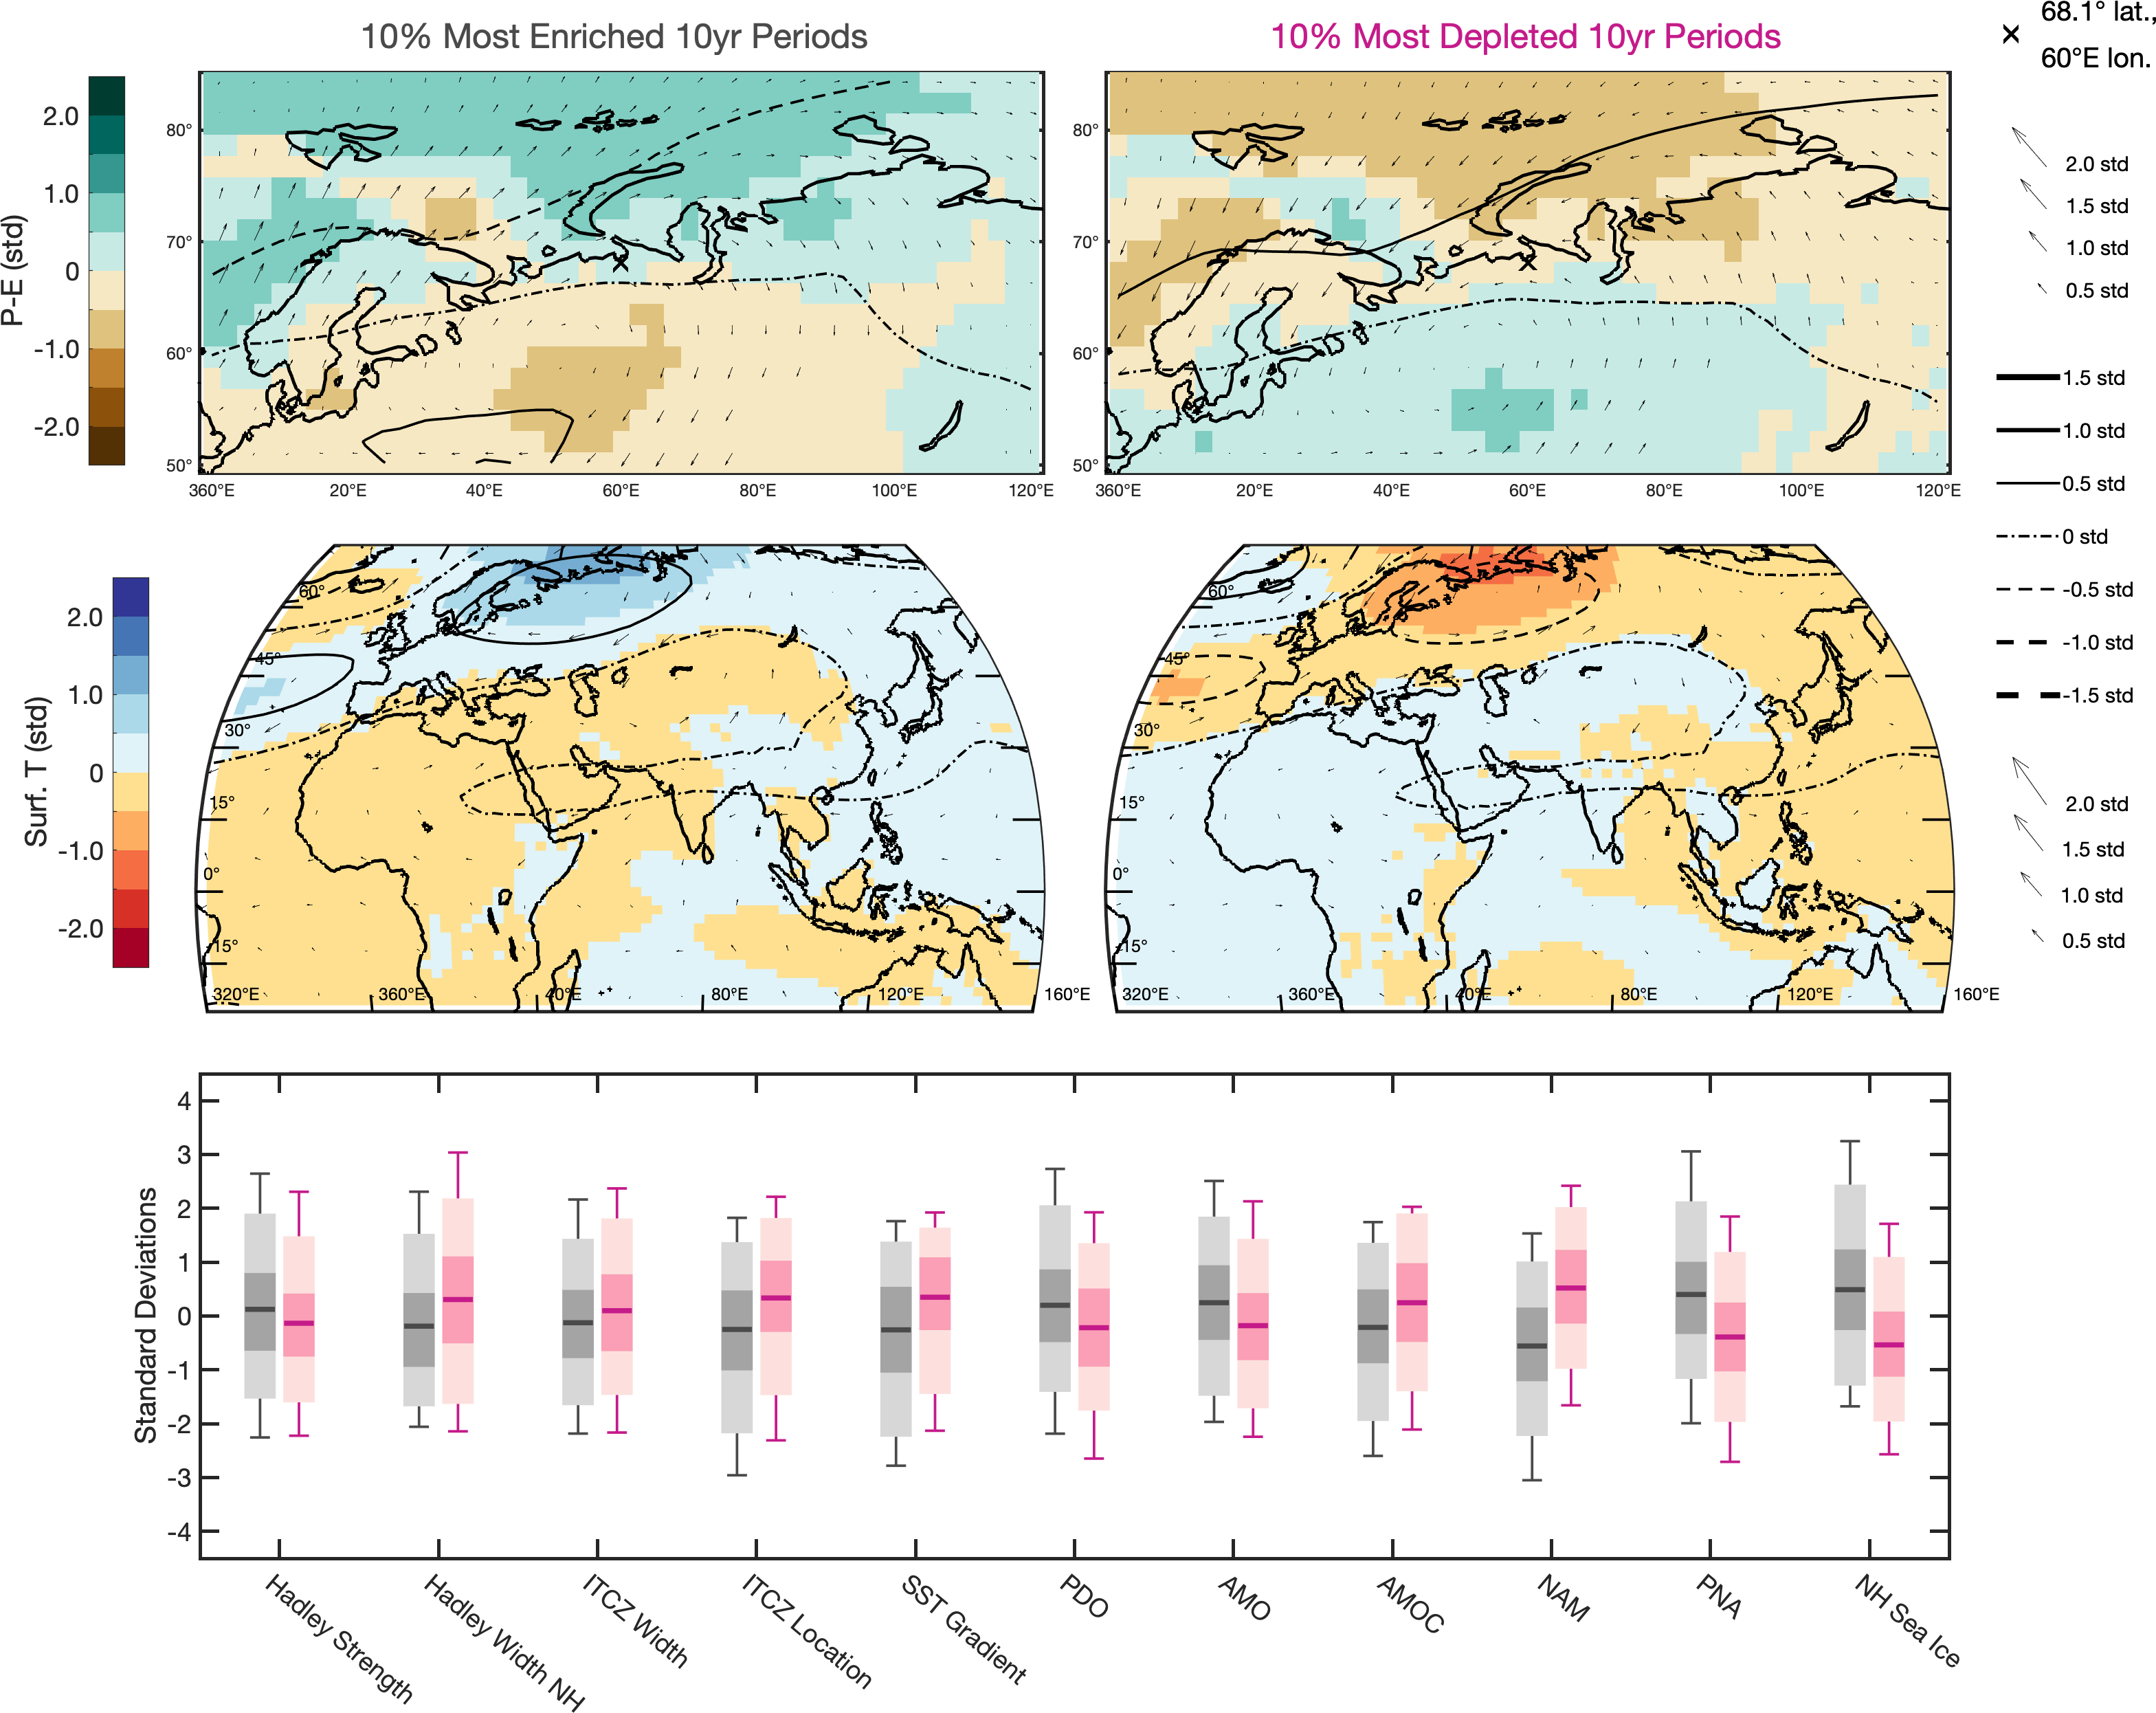 10% Most Enriched 10yr Periods
10% Most Depleted 10yr Periods
68.1° lat.,
60°E lon.
P-E (std)
2.0
1.0
0
-1.0
-2.0
80°
70°
60°
50°
360°E 20°E 40°E 60°E 80°E 100°E 120°E
80°
70°
60°
50°
360°E 20°E 40°E 60°E 80°E 100°E 120°E
2.0 std
1.5 std
1.0 std
0.5 std
1.5 std
1.0 std
0.5 std
0 std
-0.5 std
-1.0 std
-1.5 std
2.0 std
1.5 std
1.0 std
0.5 std
Surf. T (std)
2.0
1.0
0
-1.0
-2.0
60°
45°
30°
15°
0°
-15°
320°E 360°E 40°E 80°E 120°E 160°E
60°
45°
30°
15°
0°
-15°
320°E 360°E 40°E 80°E 120°E 160°E
Standard Deviations
4
3
2
1
0
-1
-2
-3
-4
Hadley Strength
Hadley Width NH
ITCZ Width
ITCZ Location
SST Gradient
PDO
AMO
AMOC
NAM
PNA
NH Sea Ice